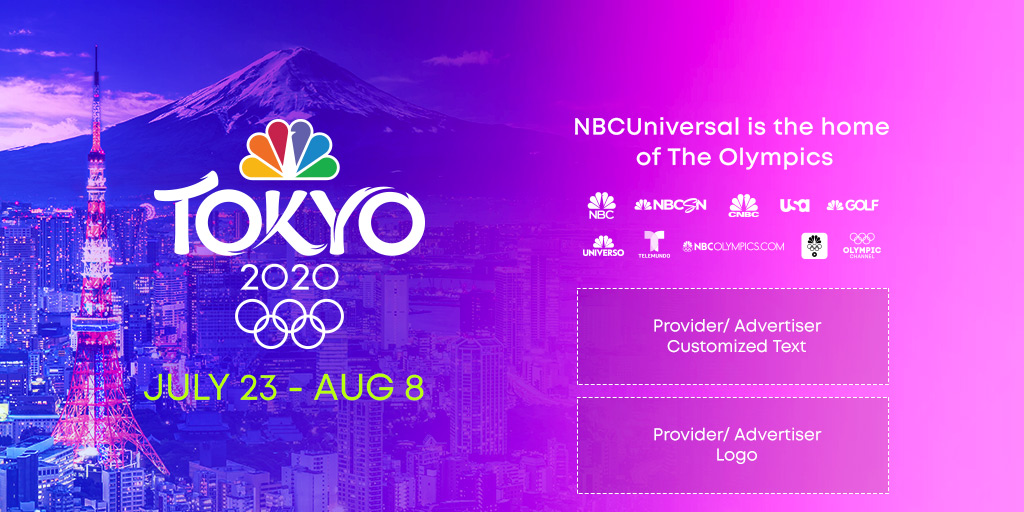 TOKYO
2020
JULY 23 - AUG 8
NBCUniversal is the home
of The Olympics
NBC
NBCSN
CNBC
USA
GOLF
UNIVERSO
TELEMUNDO
NBCOLYMPICS.COM
OLYMPIC
CHANNEL
Provider/ Advertiser
Customized Text
Provider/ Advertiser
Logo